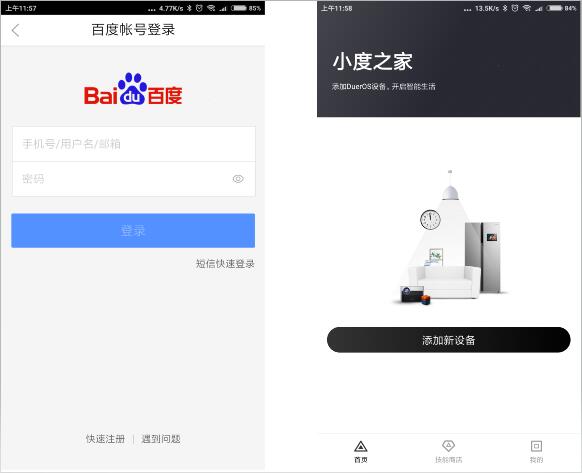 上午11:57
... 4.77K/s 85%
百度帐号登录
Bai du 百度
手机号/用户名/邮箱
密码
登录
短信快速登录
快速注册 | 遇到问题
上午11:58
... 13.5K/s 84%
小度之家
添加DuerOS设备,开启智能生活
添加新设备
首页
技能商店
我的